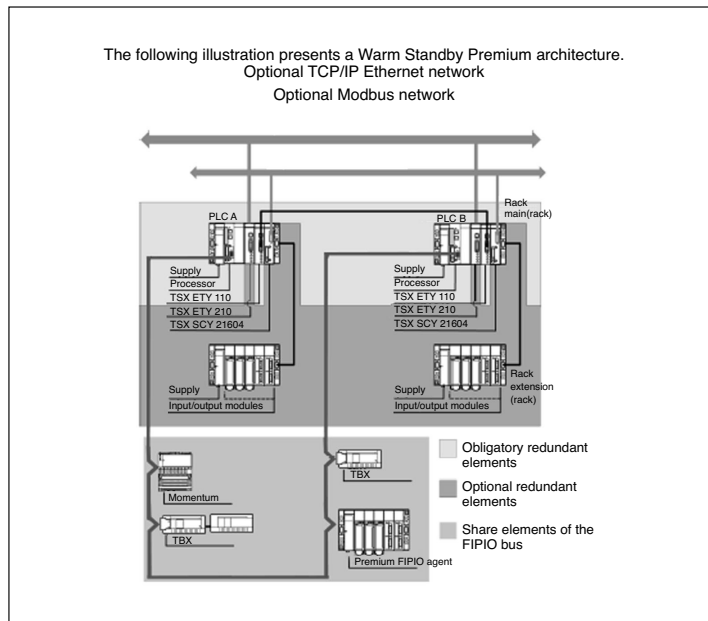 The following illustration presents a Warm Standby Premium architecture.
Optional TCP/IP Ethernet network
Optional Modbus network
Rack
main(rack)
PLC A
PLC B
Supply
Processor
TSX ETY 110
TSX ETY 210
TSX SCY 21604
Supply
Processor
TSX ETY 110
TSX ETY 210
TSX SCY 21604
Supply
Input/output modules
Supply
Input/output modules
Rack
extension
(rack)
Momentum
TBX
TBX
Premium FIPIO agent
Obligatory redundant
elements
Optional redundant
elements
Share elements of the
FIPIO bus